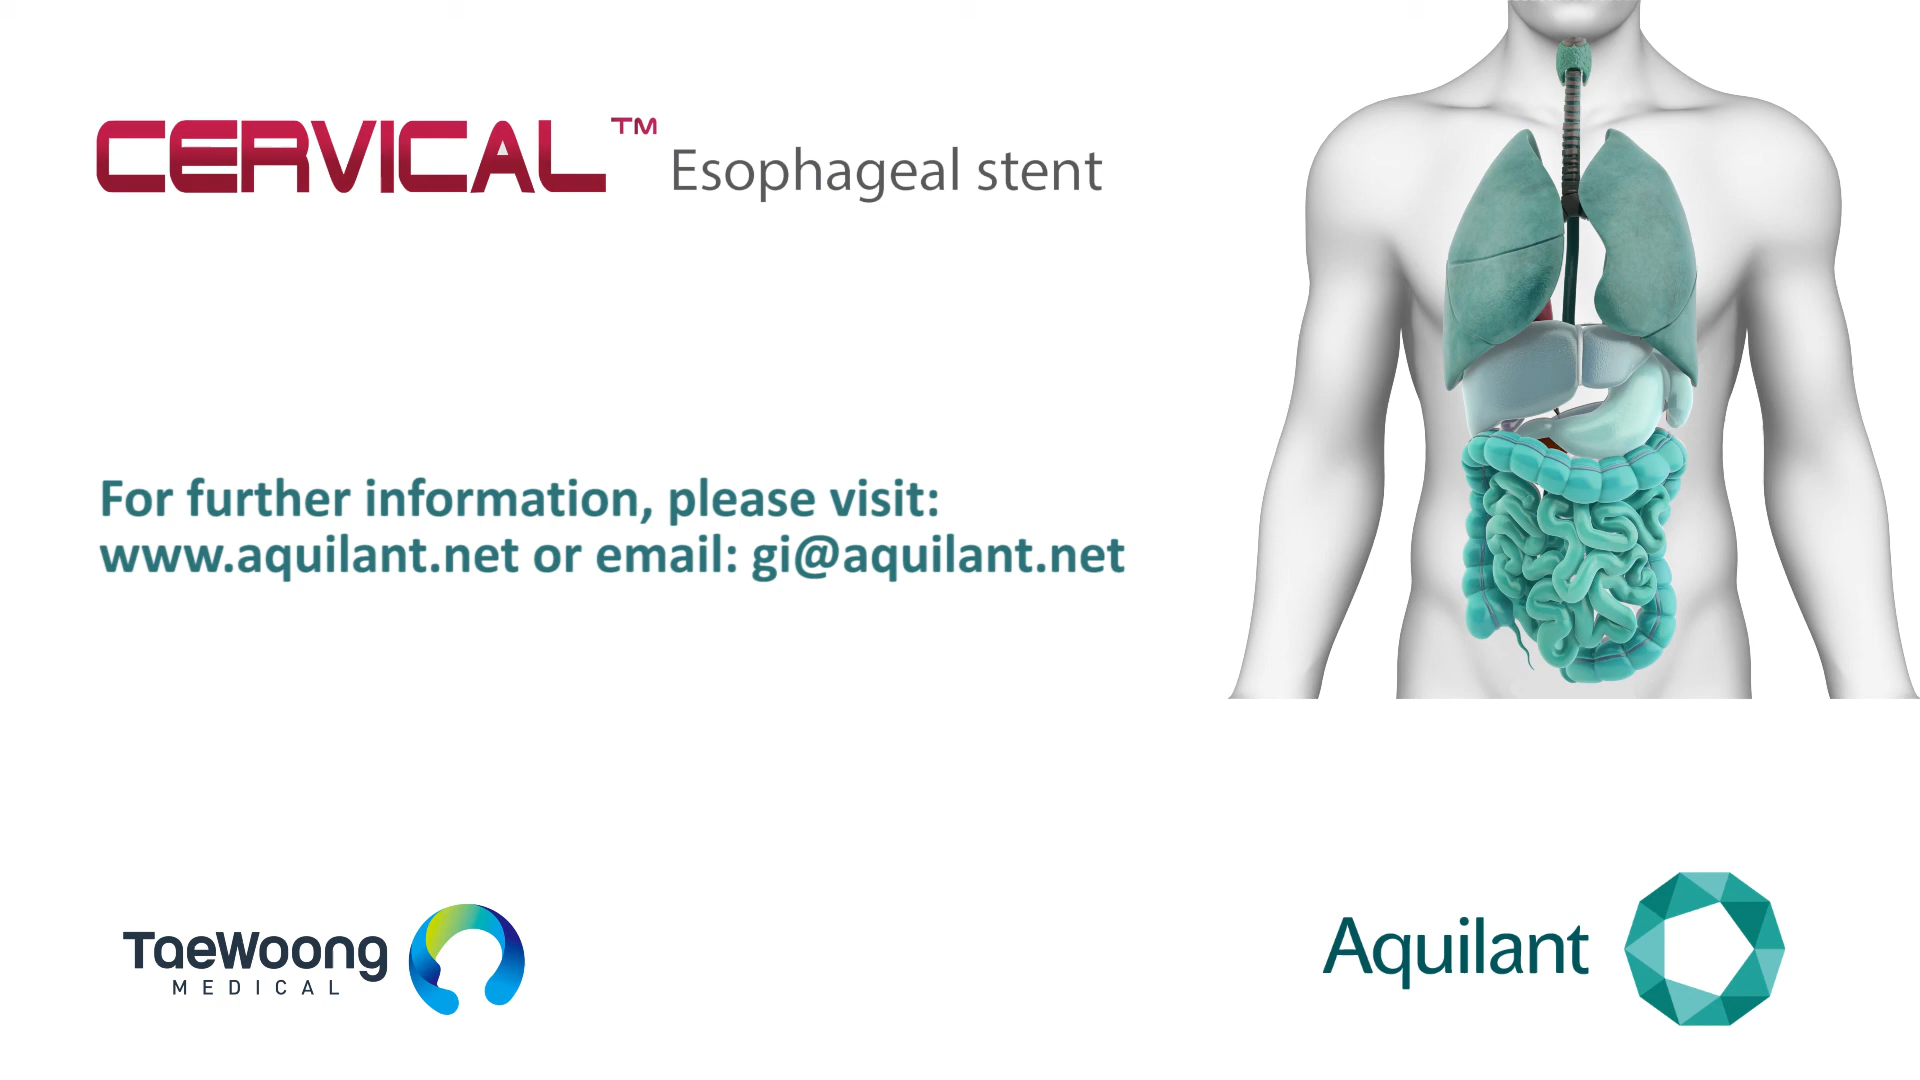 CERVICAL™ Esophageal stent
For further information, please visit:
www.aquilant.net or email: gi@aquilant.net
TaeWoong
MEDICAL
Aquilant